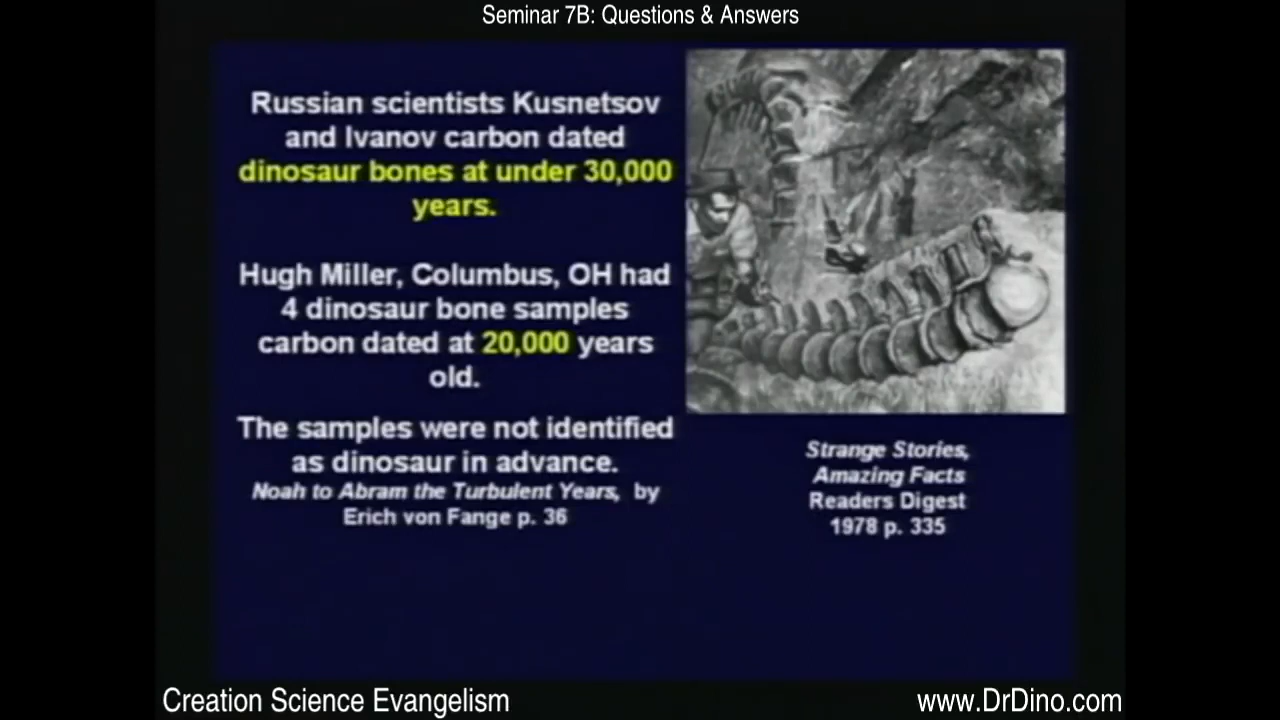 Seminar 7B: Questions & Answers
Russian scientists Kusnetsov
and Ivanov carbon dated
dinosaur bones at under 30,000
years.
Hugh Miller, Columbus, OH had
4 dinosaur bone samples
carbon dated at 20,000 years
old.
The samples were not identified
as dinosaur in advance.
Noah to Abram the Turbulent Years, by
Erich von Fange p. 36
Strange Stories,
Amazing Facts
Readers Digest
1978 p. 335
Creation Science Evangelism
www.DrDino.com